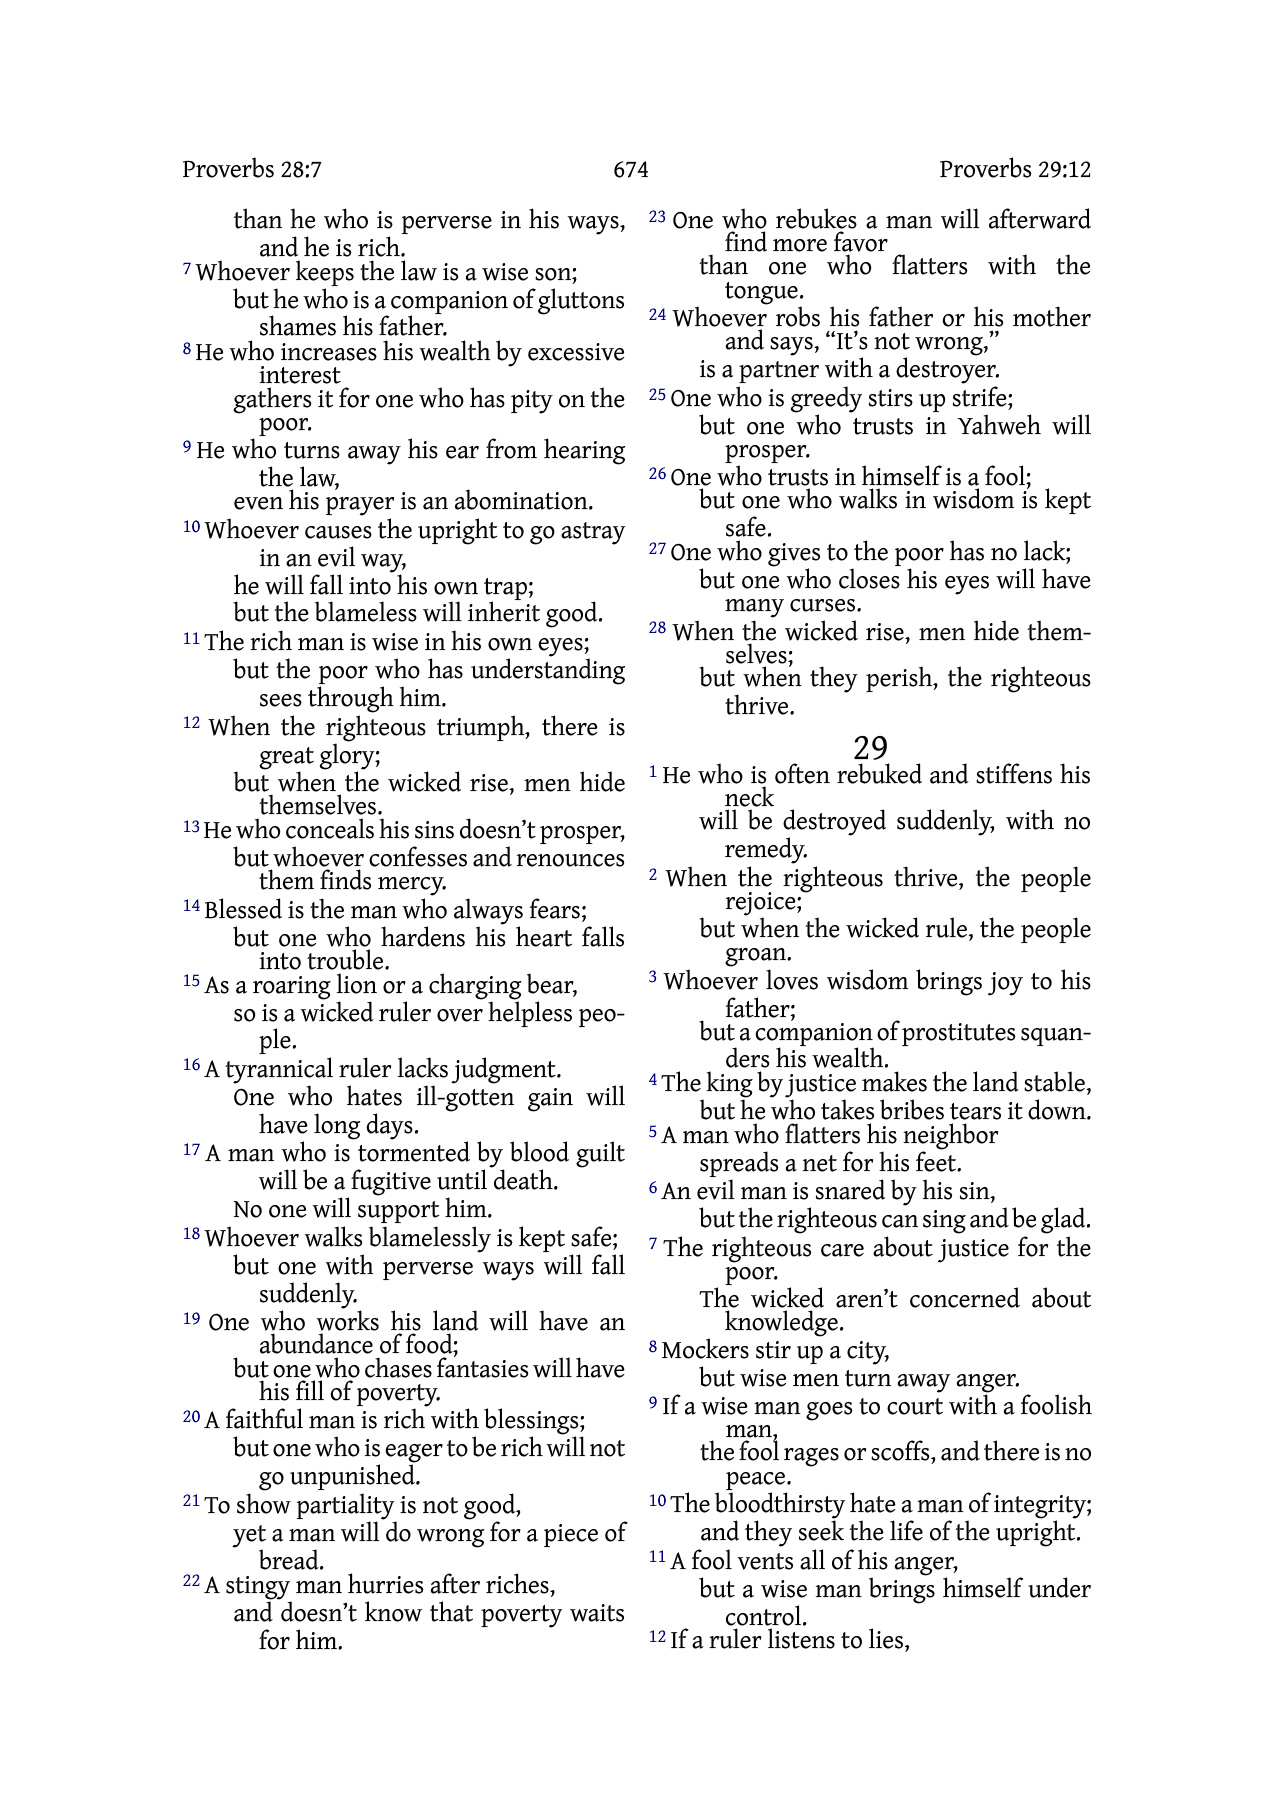 Proverbs 28:7 674 Proverbs 29:12
than he who is perverse in his ways,
and he is rich.
7 Whoever keeps the law is a wise son;
but he who is a companion of gluttons
shames his father.
8 He who increases his wealth by excessive
interest
gathers it for one who has pity on the
poor.
9 He who turns away his ear from hearing
the law,
even his prayer is an abomination.
10 Whoever causes the upright to go astray
in an evil way,
he will fall into his own trap;
but the blameless will inherit good.
11 The rich man is wise in his own eyes;
but the poor who has understanding
sees through him.
12 When the righteous triumph, there is
great glory;
but when the wicked rise, men hide
themselves.
13 He who conceals his sins doesn’t prosper,
but whoever confesses and renounces
them finds mercy.
14 Blessed is the man who always fears;
but one who hardens his heart falls
into trouble.
15 As a roaring lion or a charging bear,
so is a wicked ruler over helpless peo-
ple.
16 A tyrannical ruler lacks judgment.
One who hates ill-gotten gain will
have long days.
17 A man who is tormented by blood guilt
will be a fugitive until death.
No one will support him.
18 Whoever walks blamelessly is kept safe;
but one with perverse ways will fall
suddenly.
19 One who works his land will have an
abundance of food;
but one who chases fantasies will have
his fill of poverty.
20 A faithful man is rich with blessings;
but one who is eager to be rich will not
go unpunished.
21 To show partiality is not good,
yet a man will do wrong for a piece of
bread.
22 A stingy man hurries after riches,
and doesn’t know that poverty waits
for him.
23 One who rebukes a man will afterward
find more favor
than one who flatters with the
tongue.
24 Whoever robs his father or his mother
and says, “It’s not wrong,”
is a partner with a destroyer.
25 One who is greedy stirs up strife;
but one who trusts in Yahweh will
prosper.
26 One who trusts in himself is a fool;
but one who walks in wisdom is kept
safe.
27 One who gives to the poor has no lack;
but one who closes his eyes will have
many curses.
28 When the wicked rise, men hide them-
selves;
but when they perish, the righteous
thrive.
29
1 He who is often rebuked and stiffens his
neck
will be destroyed suddenly, with no
remedy.
2 When the righteous thrive, the people
rejoice;
but when the wicked rule, the people
groan.
3 Whoever loves wisdom brings joy to his
father;
but a companion of prostitutes squan-
ders his wealth.
4 The king by justice makes the land stable,
but he who takes bribes tears it down.
5 A man who flatters his neighbor
spreads a net for his feet.
6 An evil man is snared by his sin,
but the righteous can sing and be glad.
7 The righteous care about justice for the
poor.
The wicked aren’t concerned about
knowledge.
8 Mockers stir up a city,
but wise men turn away anger.
9 If a wise man goes to court with a foolish
man,
the fool rages or scoffs, and there is no
peace.
10 The bloodthirsty hate a man of integrity;
and they seek the life of the upright.
11 A fool vents all of his anger,
but a wise man brings himself under
control.
12 If a ruler listens to lies,